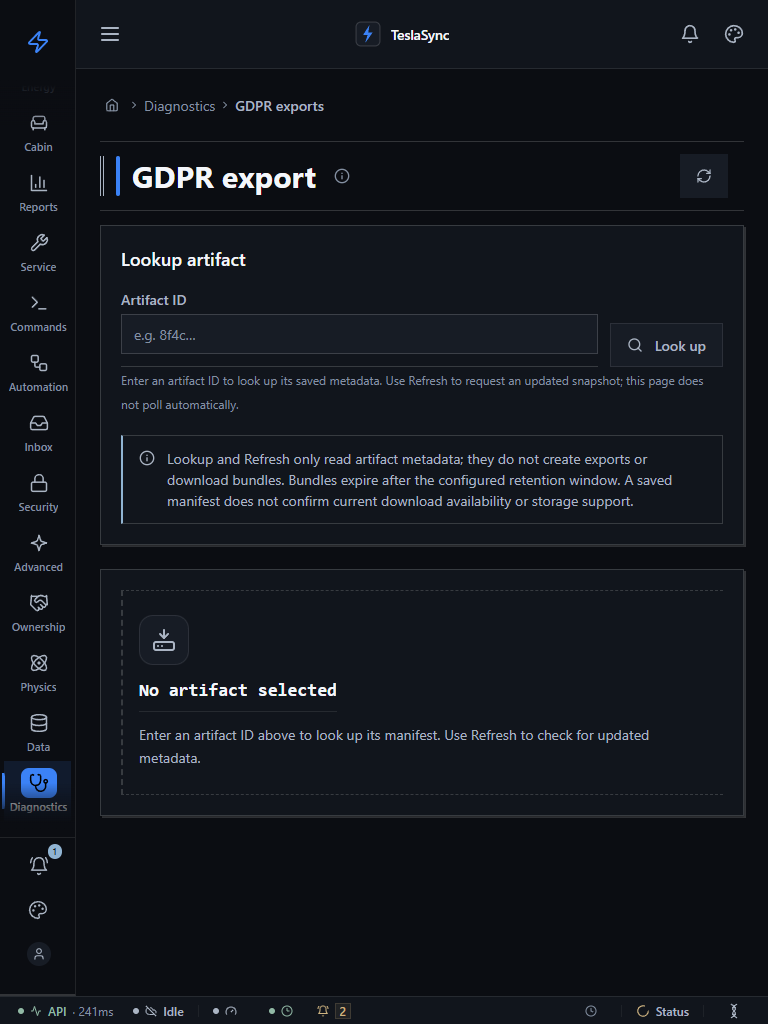 TeslaSync
Energy
Cabin
Reports
Service
Commands
Automation
Inbox
Security
Advanced
Ownership
Physics
Data
Diagnostics
1
Diagnostics
GDPR exports
GDPR export
Lookup artifact
Artifact ID
e.g. 8f4c...
Look up
Enter an artifact ID to look up its saved metadata. Use Refresh to request an updated snapshot; this page does
not poll automatically.
Lookup and Refresh only read artifact metadata; they do not create exports or
download bundles. Bundles expire after the configured retention window. A saved
manifest does not confirm current download availability or storage support.
No artifact selected
Enter an artifact ID above to look up its manifest. Use Refresh to check for updated
metadata.
API · 241ms
Idle
2
Status